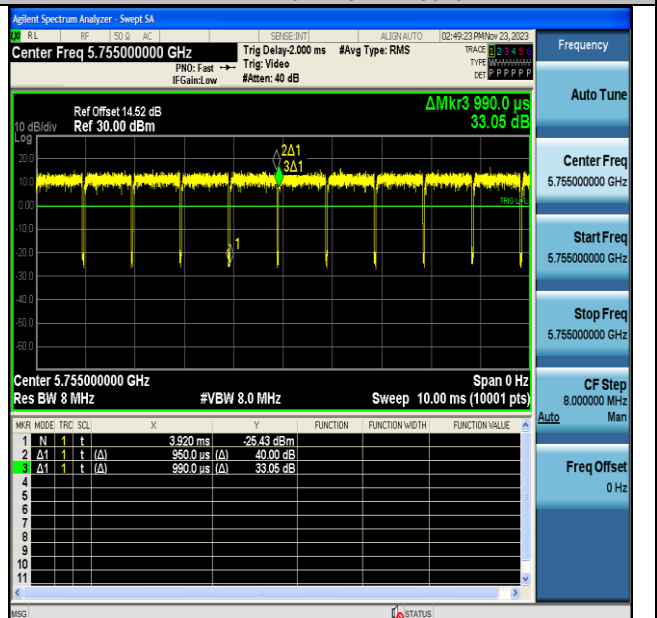 Agilent Spectrum Analyzer - Swept SA
RL RF 50 Ω AC SENSE:INT ALIGN AUTO 02:49:23 PM Nov 23, 2023
Center Freq 5.755000000 GHz Trig Delay-2.000 ms #Avg Type: RMS TRACE 1 2 3 4 5 6
PNO: Fast Trig: Video TYPE
IFGain:Low #Atten: 40 dB DET P P P P P P
Frequency
ΔMkr3 990.0 µs
Ref Offset 14.52 dB
33.05 dB
10 dB/div Ref 30.00 dBm
Log
20.0
10.0
0.00
-10.0
-20.0
-30.0
-40.0
-50.0
-60.0
2Δ1
3Δ1
1
Center 5.755000000 GHz Span 0 Hz
Res BW 8 MHz #VBW 8.0 MHz Sweep 10.00 ms (10001 pts)
MKR MODE TRC SCL X Y FUNCTION FUNCTION WIDTH FUNCTION VALUE
1 N 1 t 3.920 ms -25.43 dBm
2 Δ1 1 t (Δ) 950.0 µs (Δ) 40.00 dB
3 Δ1 1 t (Δ) 990.0 µs (Δ) 33.05 dB
4
5
6
7
8
9
10
11
MSG STATUS
Auto Tune
Center Freq
5.755000000 GHz
Start Freq
5.755000000 GHz
Stop Freq
5.755000000 GHz
CF Step
8.000000 MHz
Auto Man
Freq Offset
0 Hz